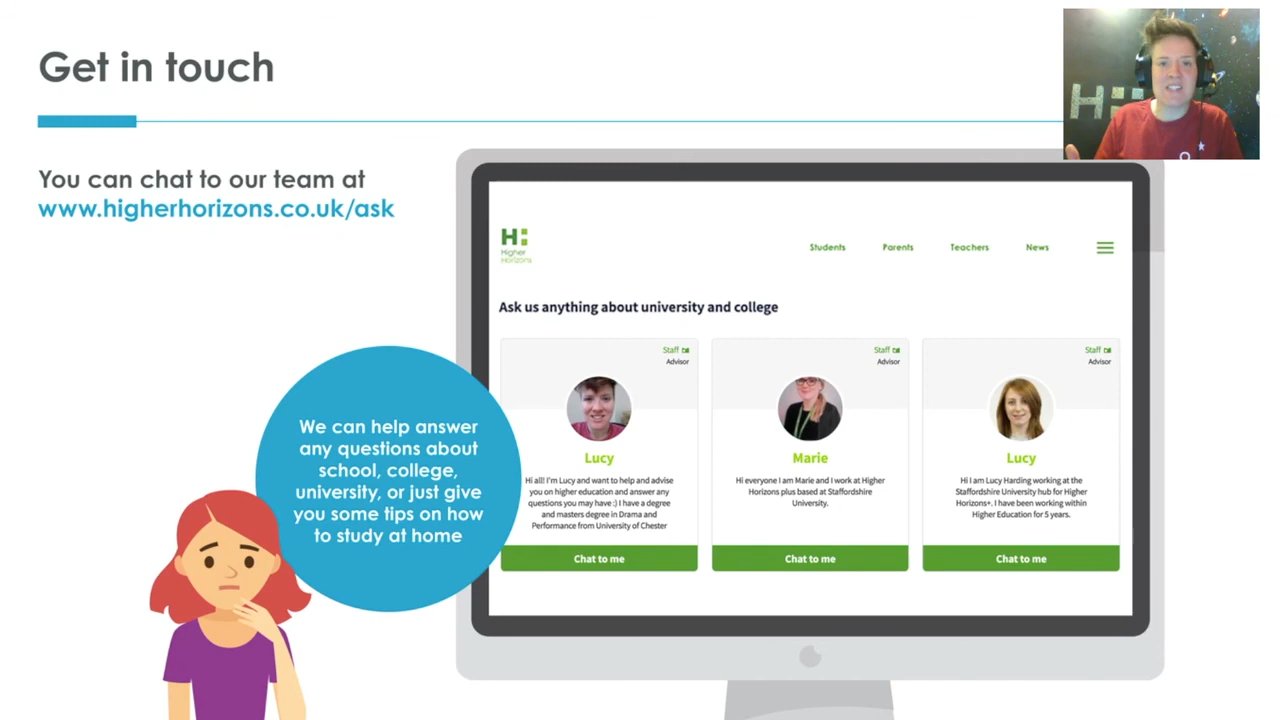 Get in touch
You can chat to our team at
www.higherhorizons.co.uk/ask
H
H
Higher
Horizons
Students
Parents
Teachers
News
Ask us anything about university and college
Staff
Advisor
Lucy
Hi all! I'm Lucy and want to help and advise
you on higher education and answer any
questions you may have :) I have a degree
and masters degree in Drama and
Performance from University of Chester
Chat to me
Staff
Advisor
Marie
Hi everyone I am Marie and I work at Higher
Horizons plus based at Staffordshire
University.
Chat to me
Staff
Advisor
Lucy
Hi I am Lucy Harding working at the
Staffordshire University hub for Higher
Horizons+. I have been working within
Higher Education for 5 years.
Chat to me
We can help answer
any questions about
school, college,
university, or just give
you some tips on how
to study at home